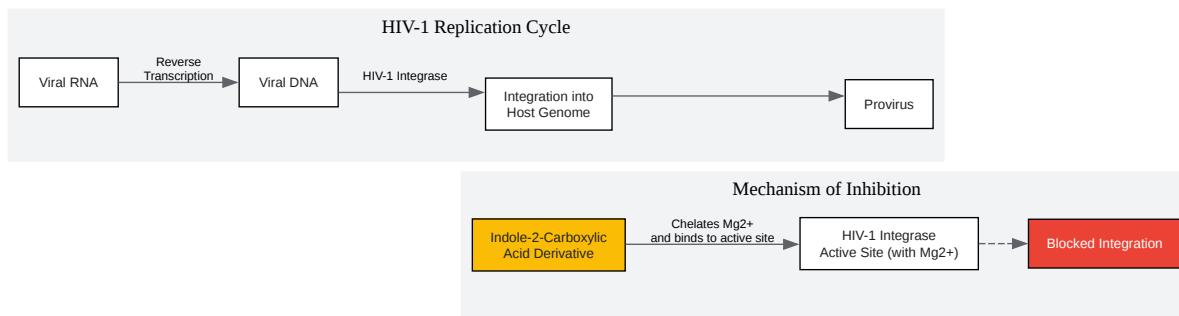 HIV-1 Replication Cycle
Viral RNA
Reverse
Transcription
Viral DNA
HIV-1 Integrase
Integration into
Host Genome
Provirus
Mechanism of Inhibition
Indole-2-Carboxylic
Acid Derivative
Chelates Mg2+
and binds to active site
HIV-1 Integrase
Active Site (with Mg2+)
Blocked Integration